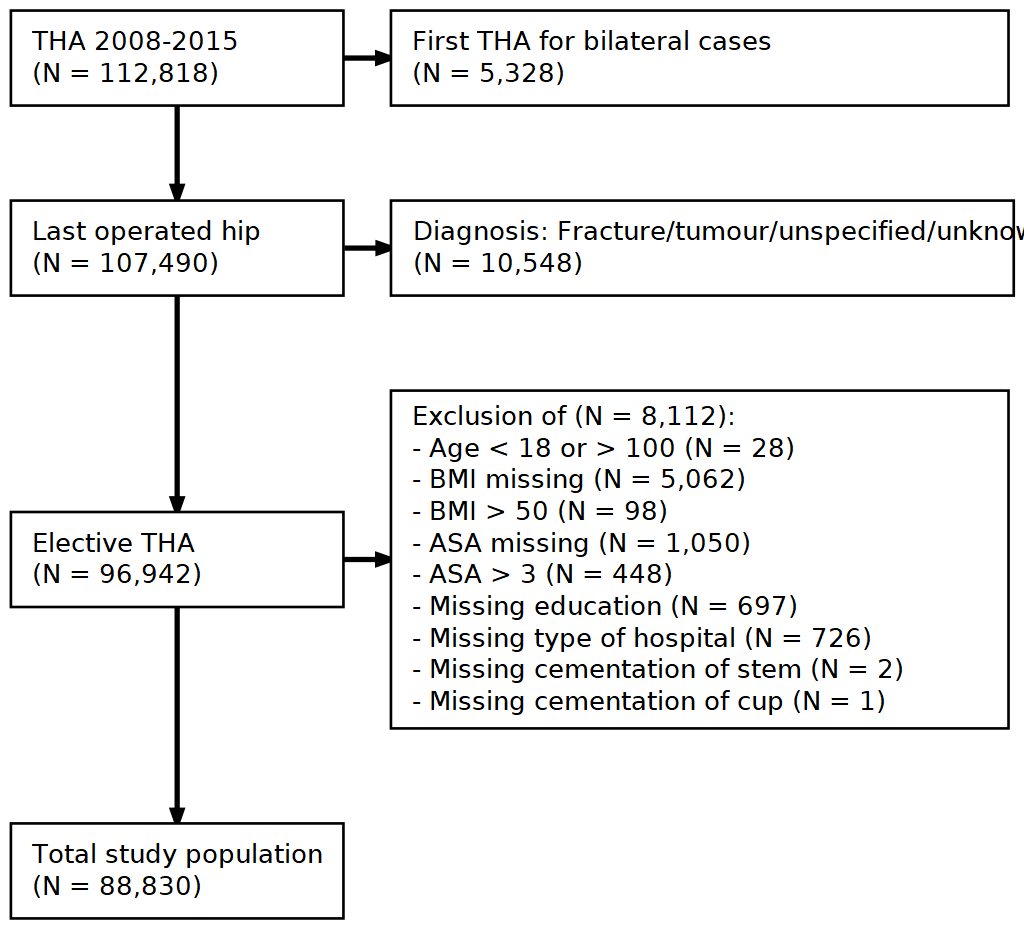 THA 2008-2015
(N = 112,818)
First THA for bilateral cases
(N = 5,328)
Last operated hip
(N = 107,490)
Diagnosis: Fracture/tumour/unspecified/unknow
(N = 10,548)
Exclusion of (N = 8,112):
- Age < 18 or > 100 (N = 28)
- BMI missing (N = 5,062)
- BMI > 50 (N = 98)
- ASA missing (N = 1,050)
- ASA > 3 (N = 448)
- Missing education (N = 697)
- Missing type of hospital (N = 726)
- Missing cementation of stem (N = 2)
- Missing cementation of cup (N = 1)
Elective THA
(N = 96,942)
Total study population
(N = 88,830)